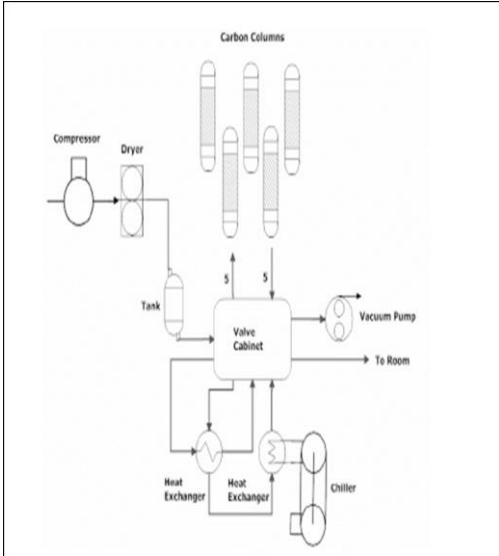 Carbon Columns
Compressor
Dryer
5
5
Tank
Valve
Cabinet
Vacuum Pump
To Room
Heat
Exchanger
Heat
Exchanger
Chiller